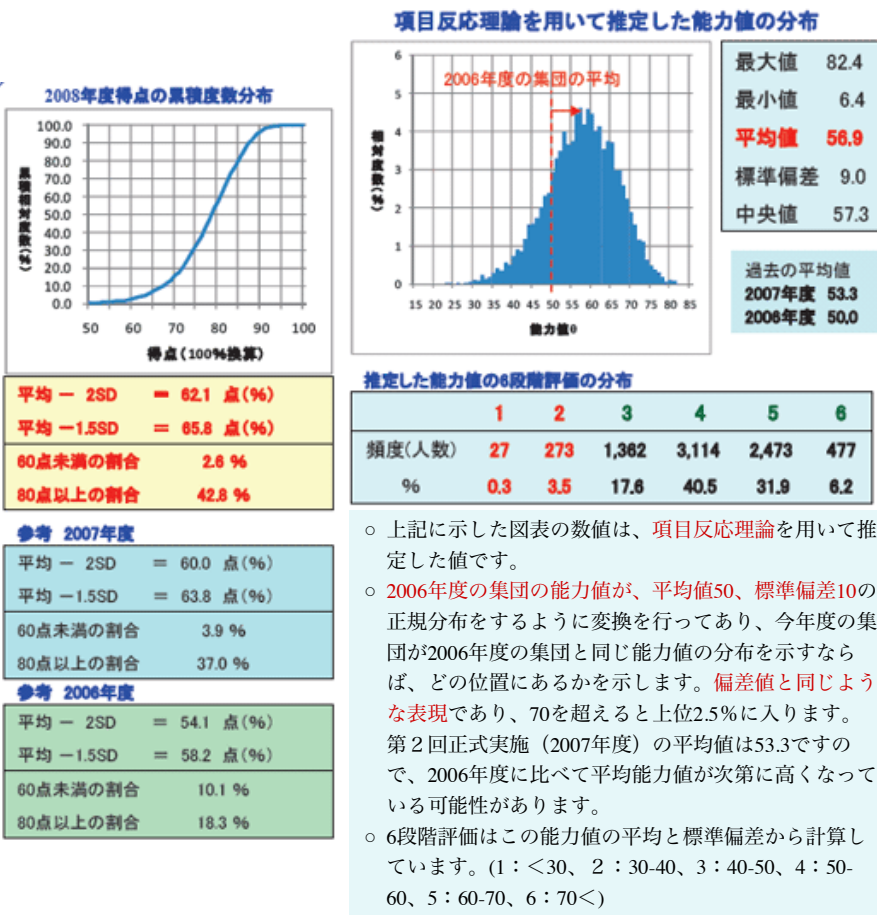 項目反応理論を用いて推定した能力値の分布
2008年度得点の累積度数分布
累積相対度数(%)
100.0
90.0
80.0
70.0
60.0
50.0
40.0
30.0
20.0
10.0
0.0
50 60 70 80 90 100
得点(100%換算)
平均 － 2SD ＝ 62.1 点(%)
平均 －1.5SD ＝ 65.8 点(%)
60点未満の割合 2.6 %
80点以上の割合 42.8 %
参考 2007年度
平均 － 2SD ＝ 60.0 点(%)
平均 －1.5SD ＝ 63.8 点(%)
60点未満の割合 3.9 %
80点以上の割合 37.0 %
参考 2006年度
平均 － 2SD ＝ 54.1 点(%)
平均 －1.5SD ＝ 58.2 点(%)
60点未満の割合 10.1 %
80点以上の割合 18.3 %
2006年度の集団の平均
相対度数(%)
6
5
4
3
2
1
0
15 20 25 30 35 40 45 50 55 60 65 70 75 80 85
能力値θ
最大値 82.4
最小値 6.4
平均値 56.9
標準偏差 9.0
中央値 57.3
過去の平均値
2007年度 53.3
2006年度 50.0
推定した能力値の6段階評価の分布
1 2 3 4 5 6
頻度(人数) 27 273 1,362 3,114 2,473 477
% 0.3 3.5 17.6 40.5 31.9 6.2
○ 上記に示した図表の数値は、項目反応理論を用いて推
定した値です。
○ 2006年度の集団の能力値が、平均値50、標準偏差10の
正規分布をするように変換を行ってあり、今年度の集
団が2006年度の集団と同じ能力値の分布を示すなら
ば、どの位置にあるかを示します。偏差値と同じよう
な表現であり、70を超えると上位2.5%に入ります。
第２回正式実施（2007年度）の平均値は53.3ですの
で、2006年度に比べて平均能力値が次第に高くなって
いる可能性があります。
○ 6段階評価はこの能力値の平均と標準偏差から計算し
ています。(1：＜30、２：30-40、3：40-50、4：50-
60、5：60-70、6：70＜)